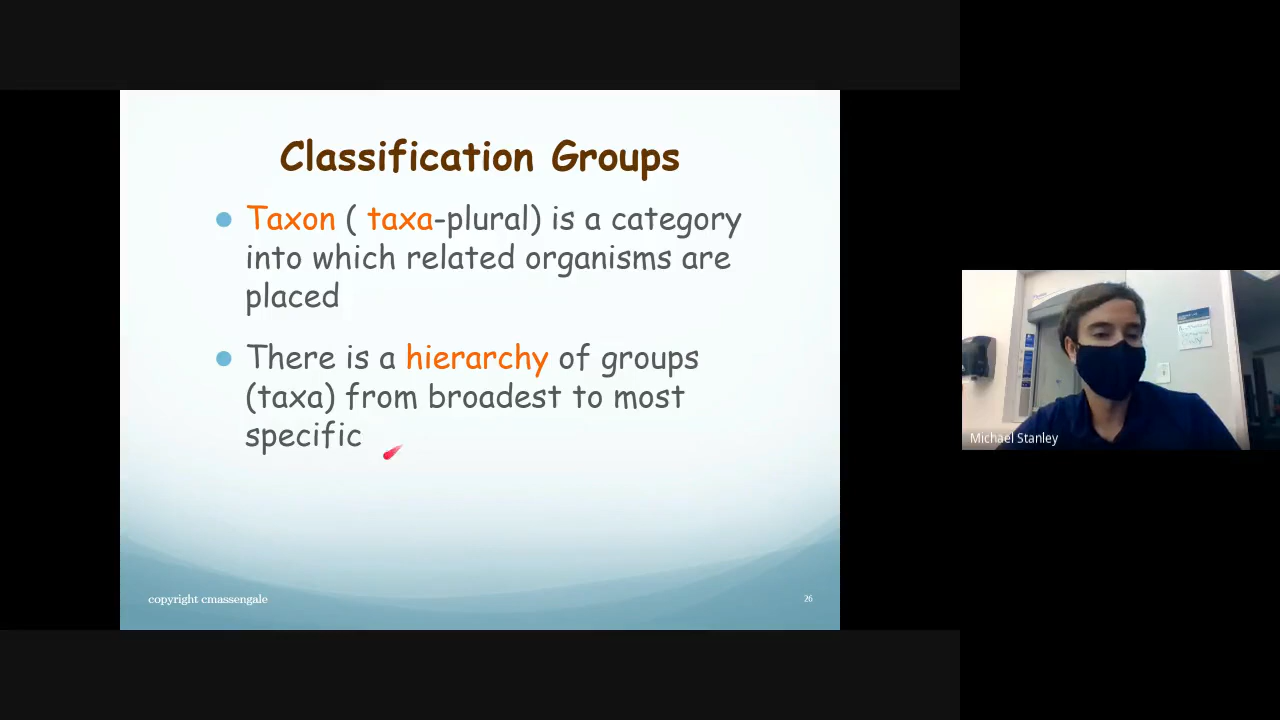 Classification Groups
Taxon ( taxa-plural) is a category
into which related organisms are
placed
There is a hierarchy of groups
(taxa) from broadest to most
specific
copyright cmassengale
26
Michael Stanley